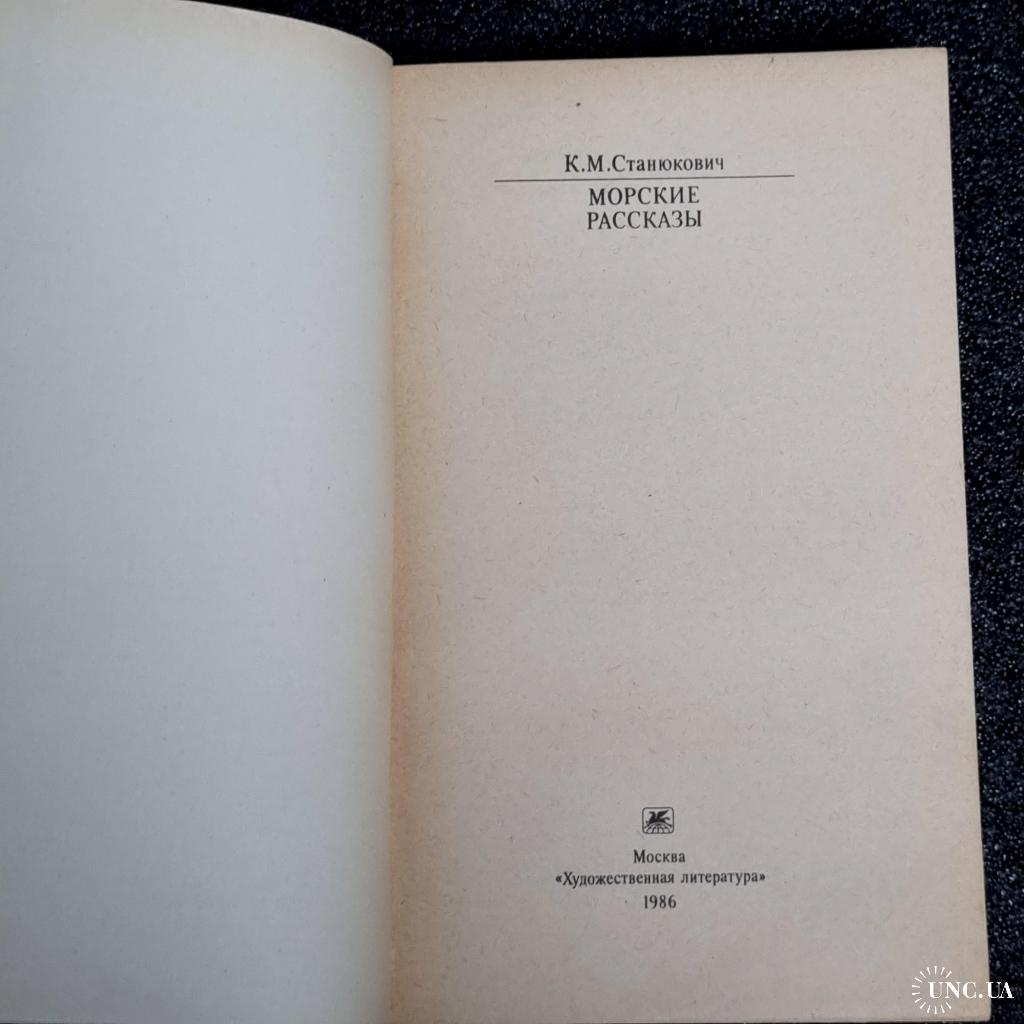 К.М.Станюкович
МОРСКИЕ
РАССКАЗЫ
Москва
«Художественная литература»
1986
UNC.UA